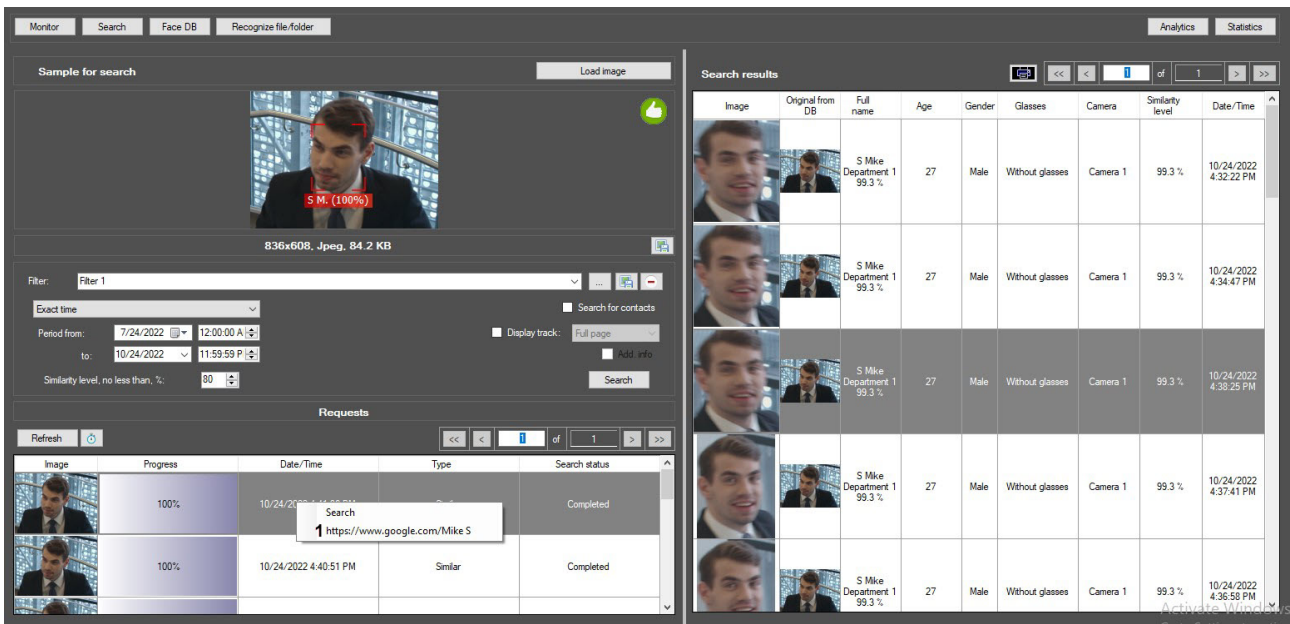 Monitor Search Face DB Recognize file/folder Analytics Statistics
Sample for search Load image
S M. (100%)
836x608, Jpeg, 84.2 KB
Filter: Filter 1 ...
Exact time Search for contacts
Period from: 7/24/2022 12:00:00 A Display track: Full page
to: 10/24/2022 11:59:59 P Add. info
Similarity level, no less than, %: 80 Search
Requests
Refresh << < 1 of 1 > >>
Image Progress Date/Time Type Search status
100% Completed
Search
1 https://www.google.com/Mike S
100% 10/24/2022 4:40:51 PM Similar Completed
Search results << < 1 of 1 > >>
Image Original from DB Full name Age Gender Glasses Camera Similarity level Date/Time
S Mike
Department 1 27 Male Without glasses Camera 1 99.3 % 10/24/2022
99.3 % 4:32:22 PM
S Mike
Department 1 27 Male Without glasses Camera 1 99.3 % 10/24/2022
99.3 % 4:34:47 PM
S Mike
Department 1 27 Male Without glasses Camera 1 99.3 % 10/24/2022
99.3 % 4:38:25 PM
S Mike
Department 1 27 Male Without glasses Camera 1 99.3 % 10/24/2022
99.3 % 4:37:41 PM
S Mike
Department 1 27 Male Without glasses Camera 1 99.3 % 10/24/2022
99.3 % 4:36:58 PM
Activate Windows